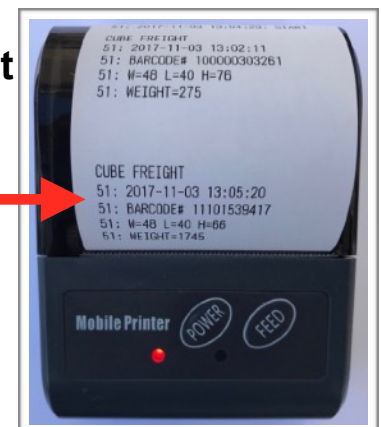 t
CUBE FREIGHT
51: 2017-11-03 13:02:11
51: BARCODE# 100000303261
51: W=48 L=40 H=76
51: WEIGHT=275
CUBE FREIGHT
51: 2017-11-03 13:05:20
51: BARCODE# 11101539417
51: W=48 L=40 H=66
51: WEIGHT=1745
Mobile Printer
POWER
FEED